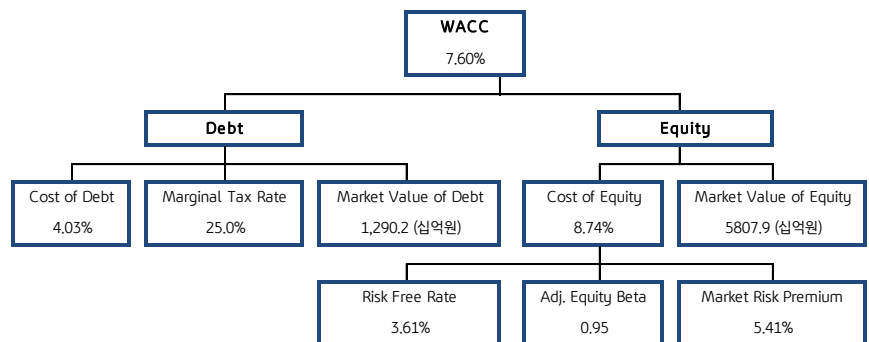 WACC
7.60%
Debt
Equity
Cost of Debt
4.03%
Marginal Tax Rate
25.0%
Market Value of Debt
1,290.2 (십억원)
Cost of Equity
8.74%
Market Value of Equity
5807.9 (십억원)
Risk Free Rate
3.61%
Adj. Equity Beta
0.95
Market Risk Premium
5.41%